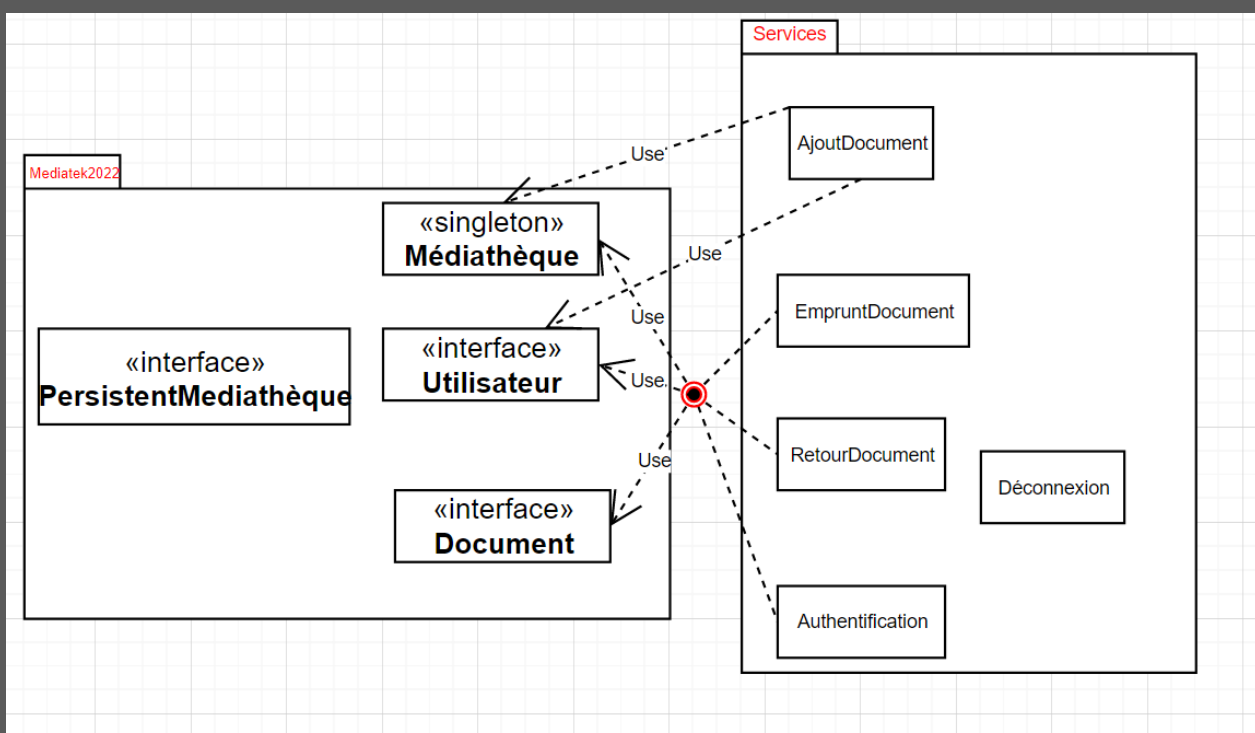 Services
AjoutDocument
Use
Mediatek2022
«singleton»
Médiathèque
Use
EmpruntDocument
Use
«interface»
PersistentMediathèque
«interface»
Utilisateur
Use
RetourDocument
Use
Déconnexion
«interface»
Document
Authentification